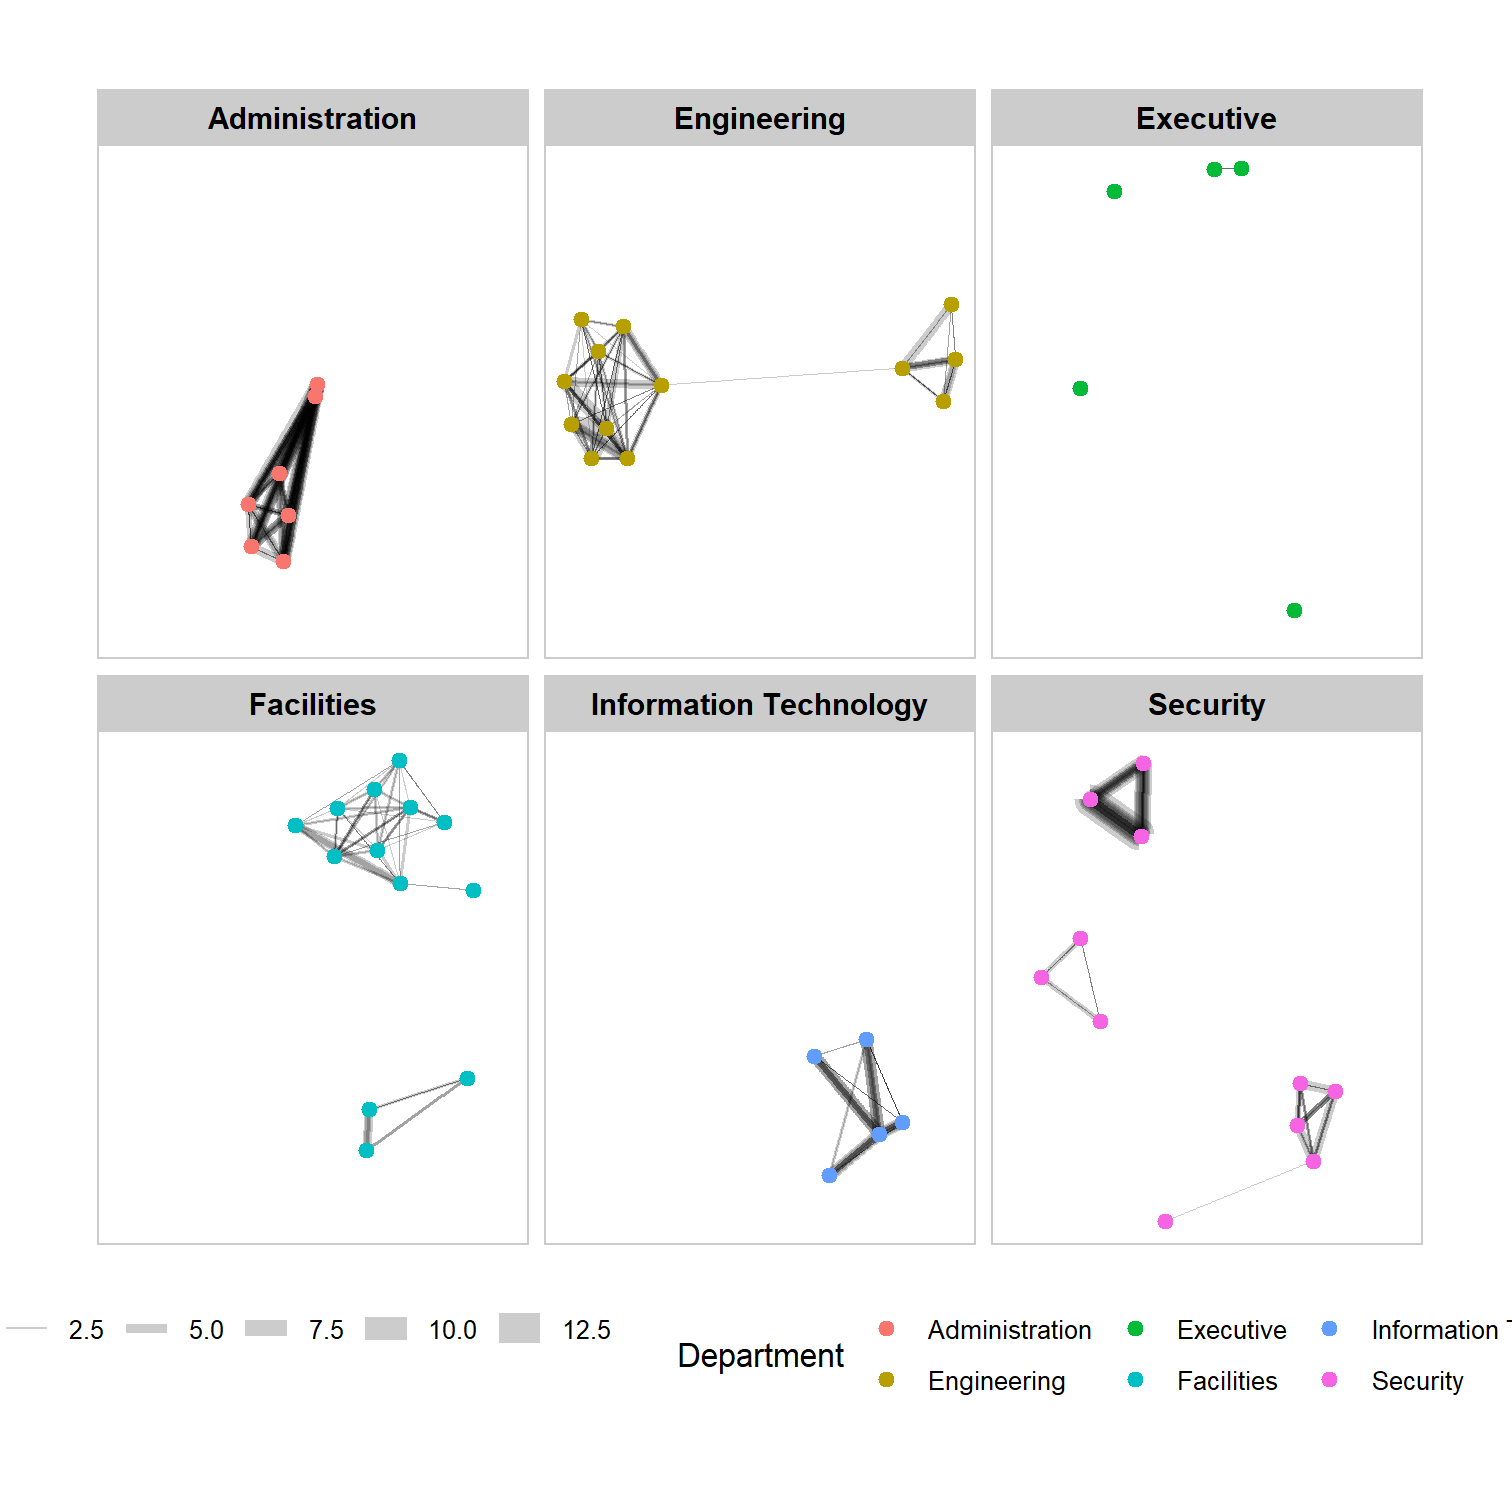 Administration
Engineering
Executive
Facilities
Information Technology
Security
2.5 5.0 7.5 10.0 12.5
Department
Administration Executive Information
Engineering Facilities Security